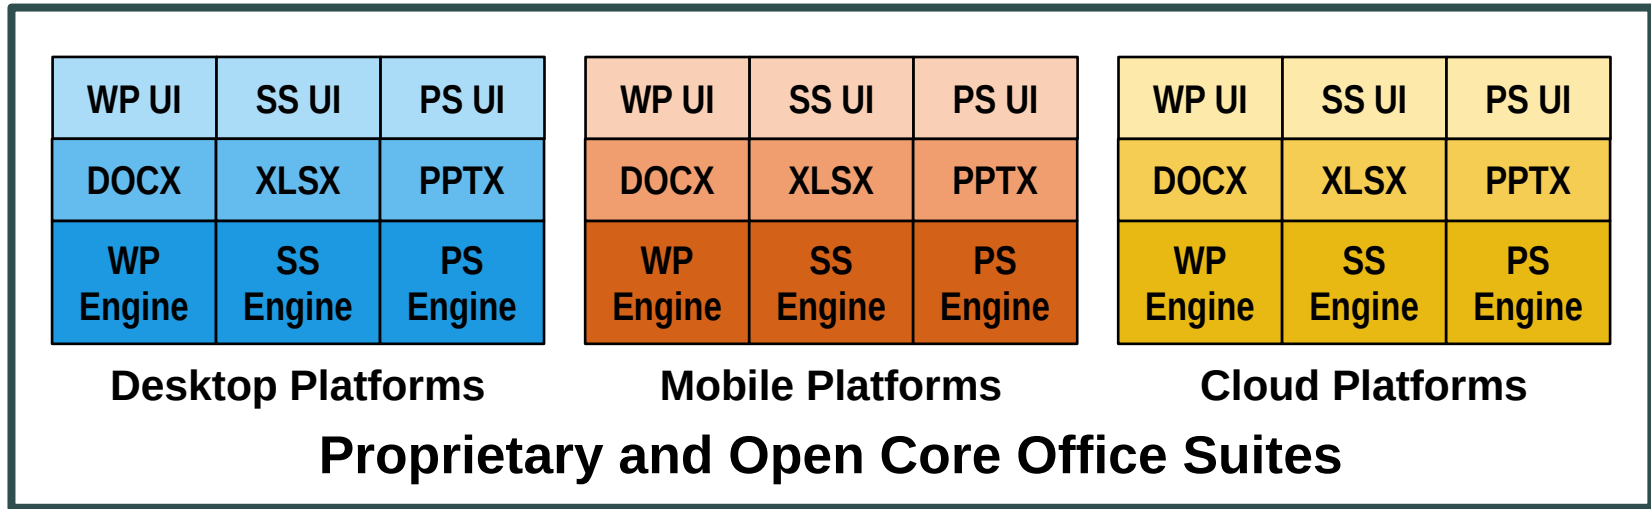 WP UI SS UI PS UI
DOCX XLSX PPTX
WP Engine SS Engine PS Engine
Desktop Platforms
WP UI SS UI PS UI
DOCX XLSX PPTX
WP Engine SS Engine PS Engine
Mobile Platforms
WP UI SS UI PS UI
DOCX XLSX PPTX
WP Engine SS Engine PS Engine
Cloud Platforms
Proprietary and Open Core Office Suites